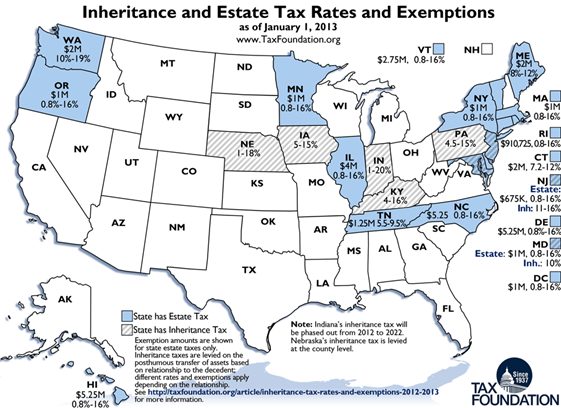 Inheritance and Estate Tax Rates and Exemptions
as of January 1, 2013
www.TaxFoundation.org
WA
$2M
10%-19%
OR
$1M
0.8%-16%
CA
NV
ID
MT
WY
UT
AZ
CO
NM
ND
SD
NE
1-18%
KS
OK
TX
MN
$1M
0.8-16%
IA
5-15%
MO
AR
LA
WI
IL
$4M
0.8-16%
MI
IN
1-20%
OH
KY
4-16%
TN
$1.25M 5.5-9.5%
MS
AL
GA
FL
SC
NC
$5.25 0.8-16%
WV
VA
PA
4.5-15%
NY
$1M
0.8-16%
VT
$2.75M, 0.8-16%
NH
ME
$2M
8%-12%
MA
$1M
0.8-16%
RI
$910,725, 0.8-16%
CT
$2M, 7.2-12%
NJ
Estate:
$675K, 0.8-16%
Inh: 11-16%
DE
$5.25M, 0.8%-16%
MD
Estate: $1M, 0.8-16%
Inh.: 10%
DC
$1M, 0.8-16%
AK
HI
$5.25M
0.8-16%
State has Estate Tax
State has Inheritance Tax
Exemption amounts are shown
for state estate taxes only.
Inheritance taxes are levied on the
posthumous transfer of assets based
on relationship to the decedent;
different rates and exemptions apply
depending on the relationship.
See http://taxfoundation.org/article/inheritance-tax-rates-and-exemptions-2012-2013
for more information.
Note: Indiana's inheritance tax will
be phased out from 2012 to 2022.
Nebraska's inheritance tax is levied
at the county level.
Since
1937
TAX
FOUNDATION